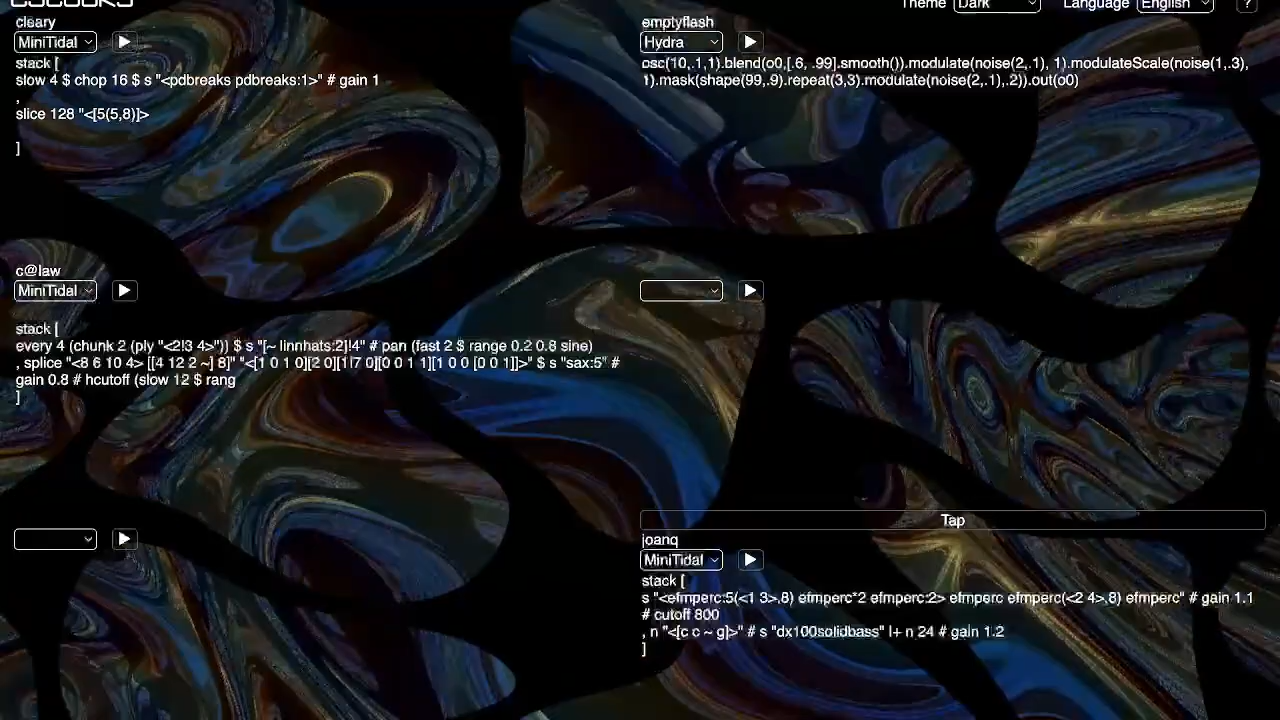 Theme Dark Language English ?
cleary
MiniTidal
stack [
slow 4 $ chop 16 $ s "<pdbreaks pdbreaks:1>" # gain 1
,
slice 128 "<[5(5,8)]>
]
emptyflash
Hydra
osc(10,.1,1).blend(o0,[.6, .99].smooth()).modulate(noise(2,.1), 1).modulateScale(noise(1,.3),
1).mask(shape(99,.9).repeat(3,3).modulate(noise(2,.1),.2)).out(o0)
c@law
MiniTidal
stack [
every 4 (chunk 2 (ply "<2!3 4>")) $ s "[~ linnhats:2]!4" # pan (fast 2 $ range 0.2 0.8 sine)
, splice "<8 6 10 4> [[4 12 2 ~] 8]" "<[1 0 1 0][2 0][1|7 0][0 0 1 1][1 0 0 [0 0 1]]>" $ s "sax:5" #
gain 0.8 # hcutoff (slow 12 $ rang
]
Tap
joanq
MiniTidal
stack [
s "<efmperc:5(<1 3>,8) efmperc*2 efmperc:2> efmperc efmperc(<2 4>,8) efmperc" # gain 1.1
# cutoff 800
, n "<[c c ~ g]>" # s "dx100solidbass" |+ n 24 # gain 1.2
]